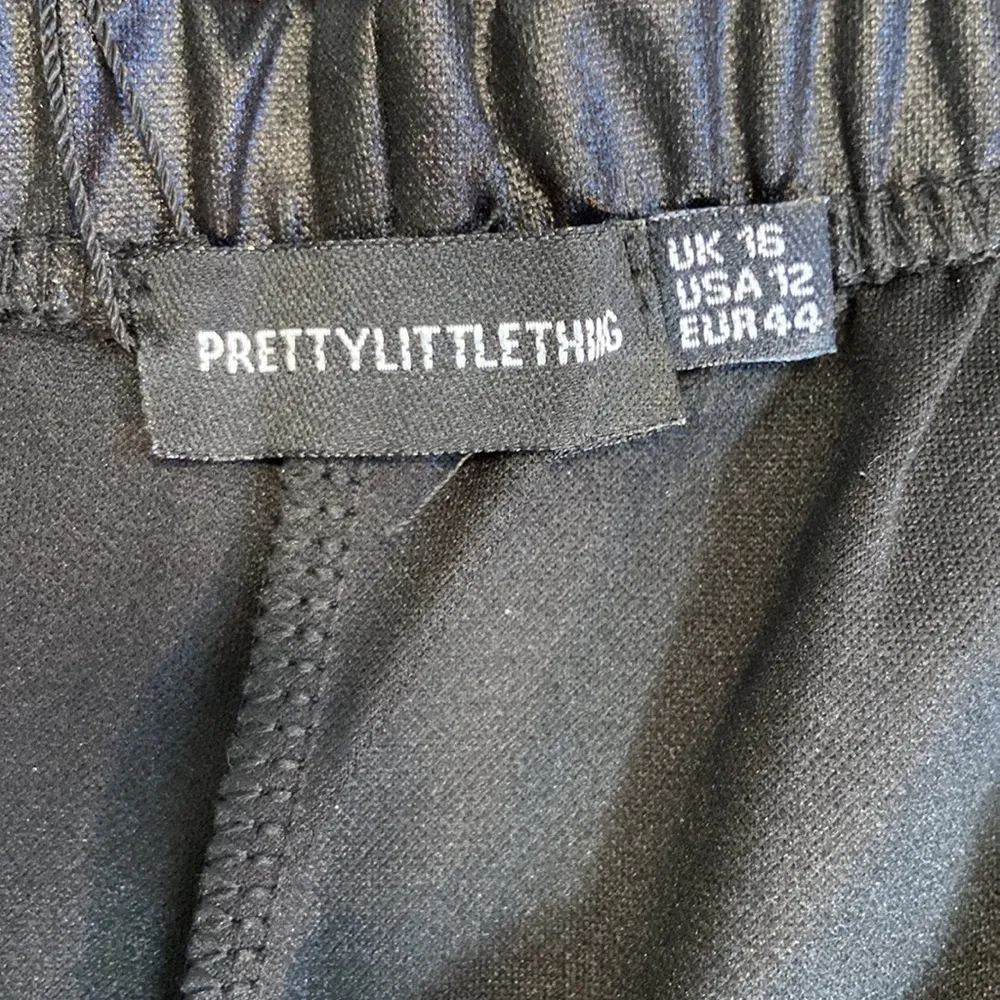 PRETTYLITTLETHING
UK 16
USA 12
EUR44